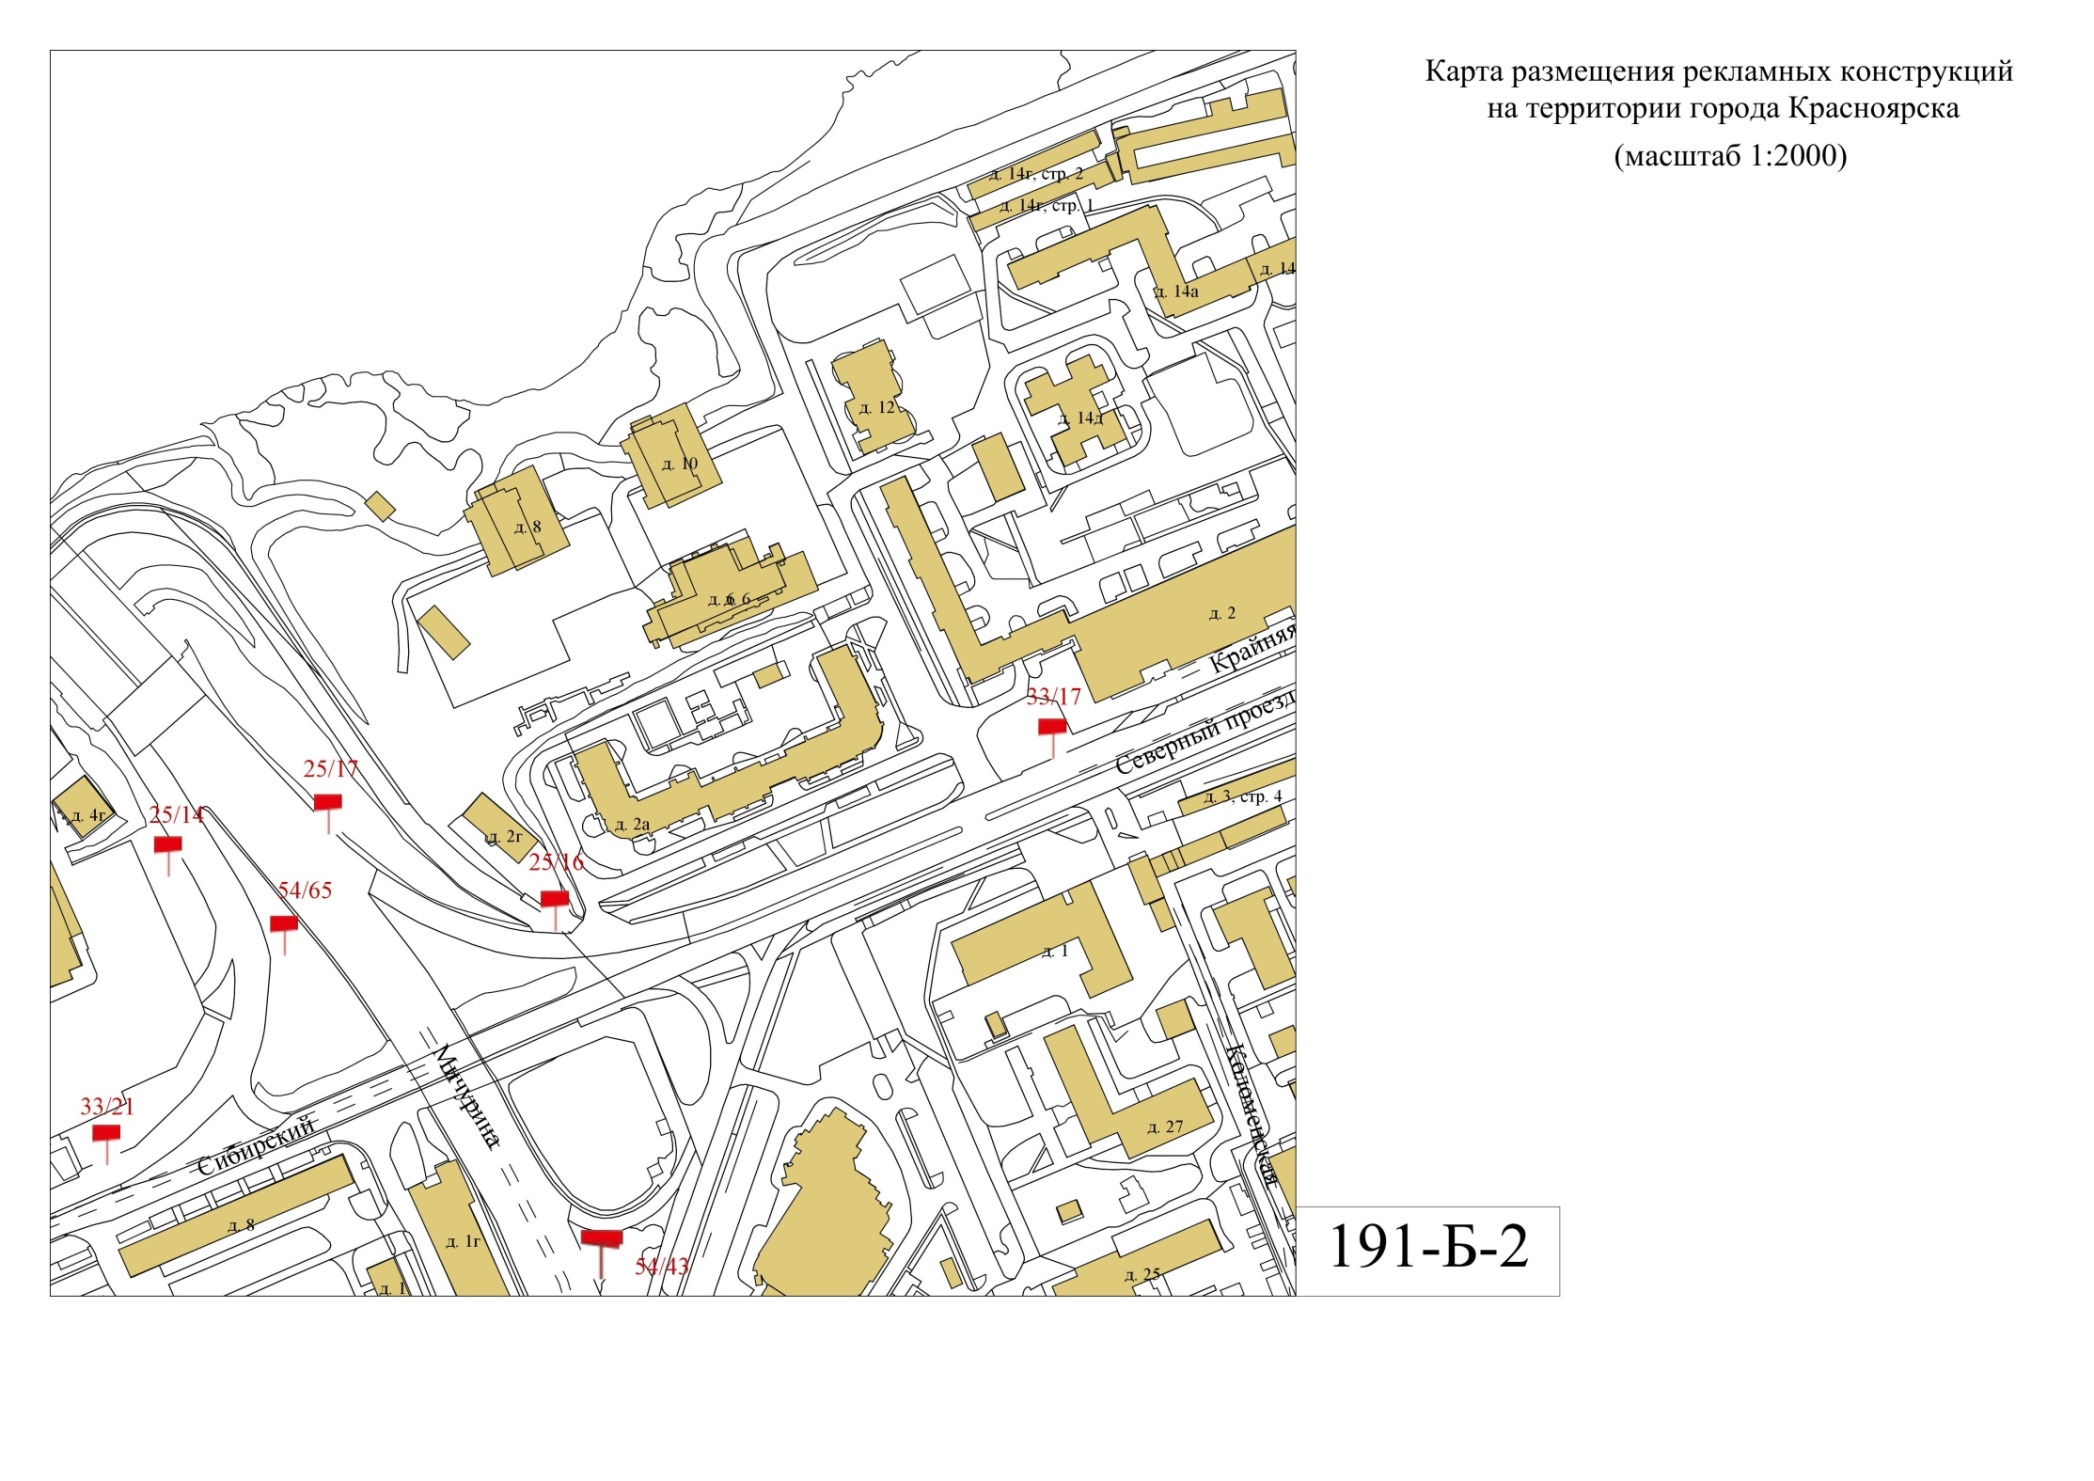 Карта размещения рекламных конструкций
на территории города Красноярска
(масштаб 1:2000)
д. 14г, стр. 2
д. 14г, стр. 1
д. 14
д. 14а
д. 12
д. 14д
д. 10
д. 8
д. 6
д. 6
д. 2
Крайняя
33/17
Северный проезд
25/17
д. 3, стр. 4
д. 4г
25/14
д. 2а
д. 2г
25/16
54/65
д. 1
Мичурина
Коломенская
33/21
Сибирский
д. 27
д. 8
д. 1г
54/43
д. 25
д. 1
191-Б-2